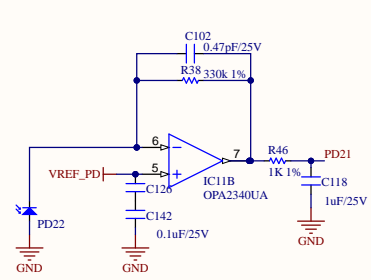 C102
0.47pF/25V
R38 330k 1%
6
7
5
R46
PD21
VREF_PD
1K 1%
C126
IC11B
C118
OPA2340UA
C142
1uF/25V
PD22
0.1uF/25V
GND
GND
GND